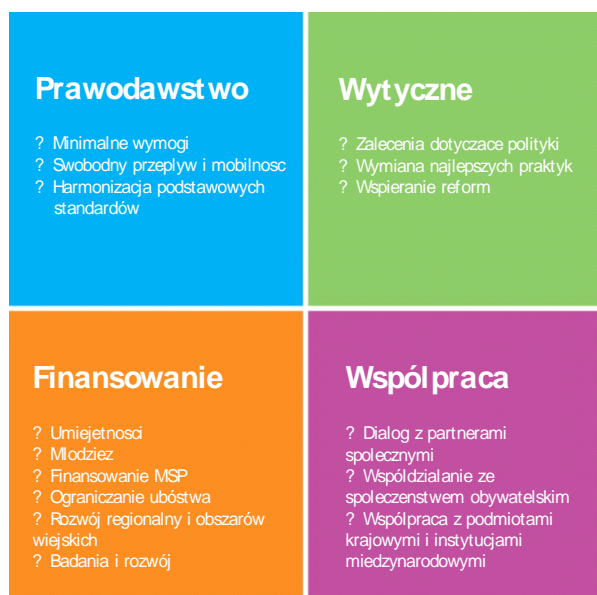 Prawodawstwo
? Minimalne wymogi
? Swobodny przeplyw i mobilnosc
? Harmonizacja podstawowych
standardów
Wytyczne
? Zalecenia dotyczace polityki
? Wymiana najlepszych praktyk
? Wspieranie reform
Finansowanie
? Umiejetnosci
? Mlodziez
? Finansowanie MSP
? Ograniczanie ubóstwa
? Rozwój regionalny i obszarów
wiejskich
? Badania i rozwój
Wspólpraca
? Dialog z partnerami
spolecznymi
? Wspóldzialanie ze
spoleczenstwem obywatelskim
? Wspólpraca z podmiotami
krajowymi i instytucjami
miedzynarodowymi